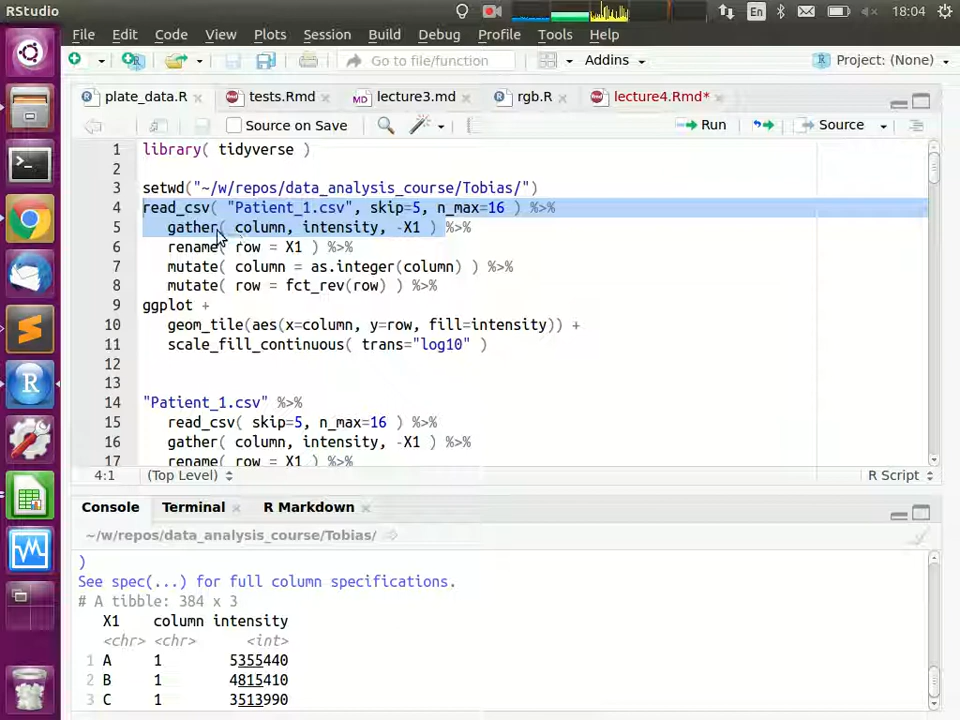 RStudio
En
18:04
File Edit Code View Plots Session Build Debug Profile Tools Help
Go to file/function
Addins
Project: (None)
plate_data.R
tests.Rmd
lecture3.md
rgb.R
lecture4.Rmd*
Source on Save
Run
Source
1 library( tidyverse )
2
3 setwd("~/w/repos/data_analysis_course/Tobias/")
4 read_csv( "Patient_1.csv", skip=5, n_max=16 ) %>%
5 gather( column, intensity, -X1 ) %>%
6 rename( row = X1 ) %>%
7 mutate( column = as.integer(column) ) %>%
8 mutate( row = fct_rev(row) ) %>%
9 ggplot +
10 geom_tile(aes(x=column, y=row, fill=intensity)) +
11 scale_fill_continuous( trans="log10" )
12
13
14 "Patient_1.csv" %>%
15 read_csv( skip=5, n_max=16 ) %>%
16 gather( column, intensity, -X1 ) %>%
17 rename( row = X1 ) %>%
4:1 (Top Level) R Script
Console Terminal R Markdown
~/w/repos/data_analysis_course/Tobias/
)
See spec(...) for full column specifications.
# A tibble: 384 x 3
X1 column intensity
<chr> <chr> <int>
1 A 1 5355440
2 B 1 4815410
3 C 1 3513990